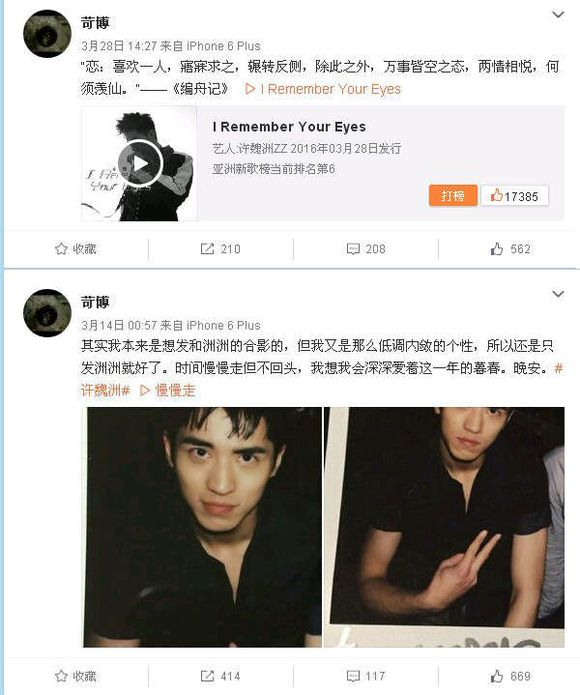 苛博
3月28日 14:27 来自 iPhone 6 Plus
“恋：喜欢一人，寤寐求之，辗转反侧，除此之外，万事皆空之态，两情相悦，何
须羡仙。”——《编舟记》 I Remember Your Eyes
I Remember Your Eyes
艺人:许魏洲ZZ 2016年03月28日发行
亚洲新歌榜当前排名第6
打榜 17385
收藏 210 208 562
苛博
3月14日 00:57 来自 iPhone 6 Plus
其实我本来是想发和洲洲的合影的，但我又是那么低调内敛的个性，所以还是只
发洲洲就好了。时间慢慢走但不回头，我想我会深深爱着这一年的暮春。晚安。#
许魏洲# 慢慢走
收藏 414 117 669